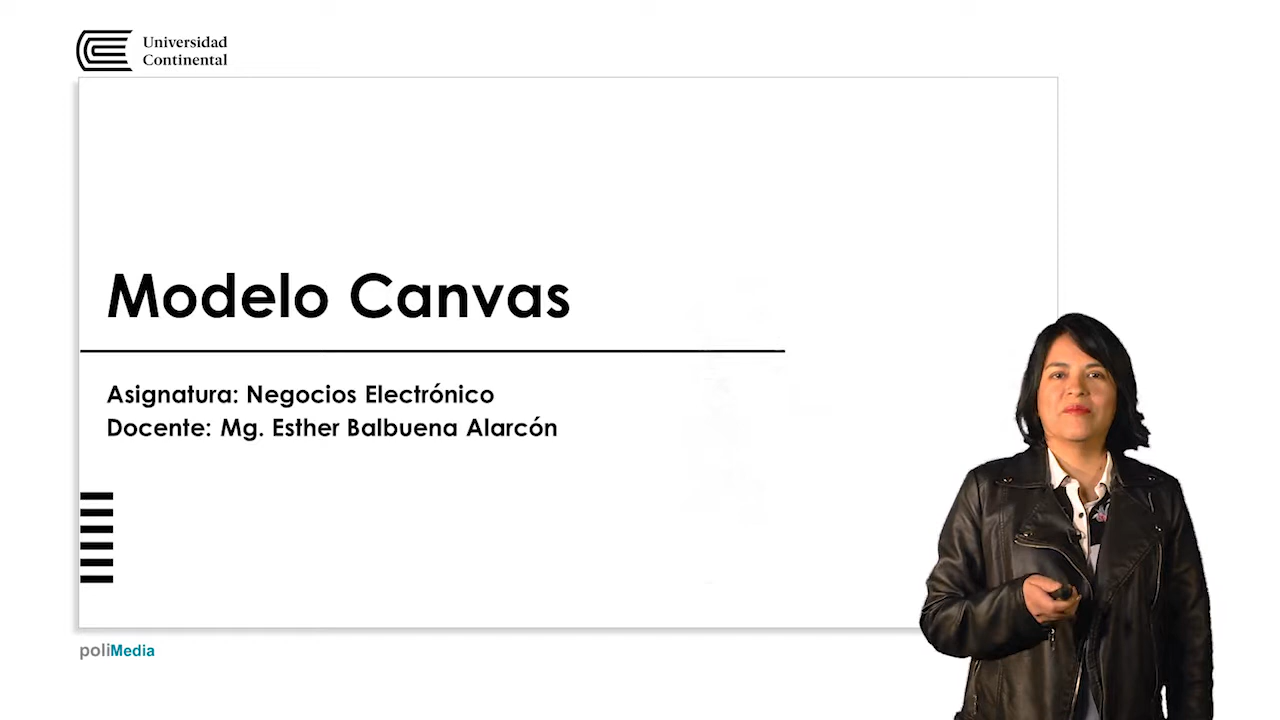 Universidad
Continental
Modelo Canvas
Asignatura: Negocios Electrónico
Docente: Mg. Esther Balbuena Alarcón
poliMedia